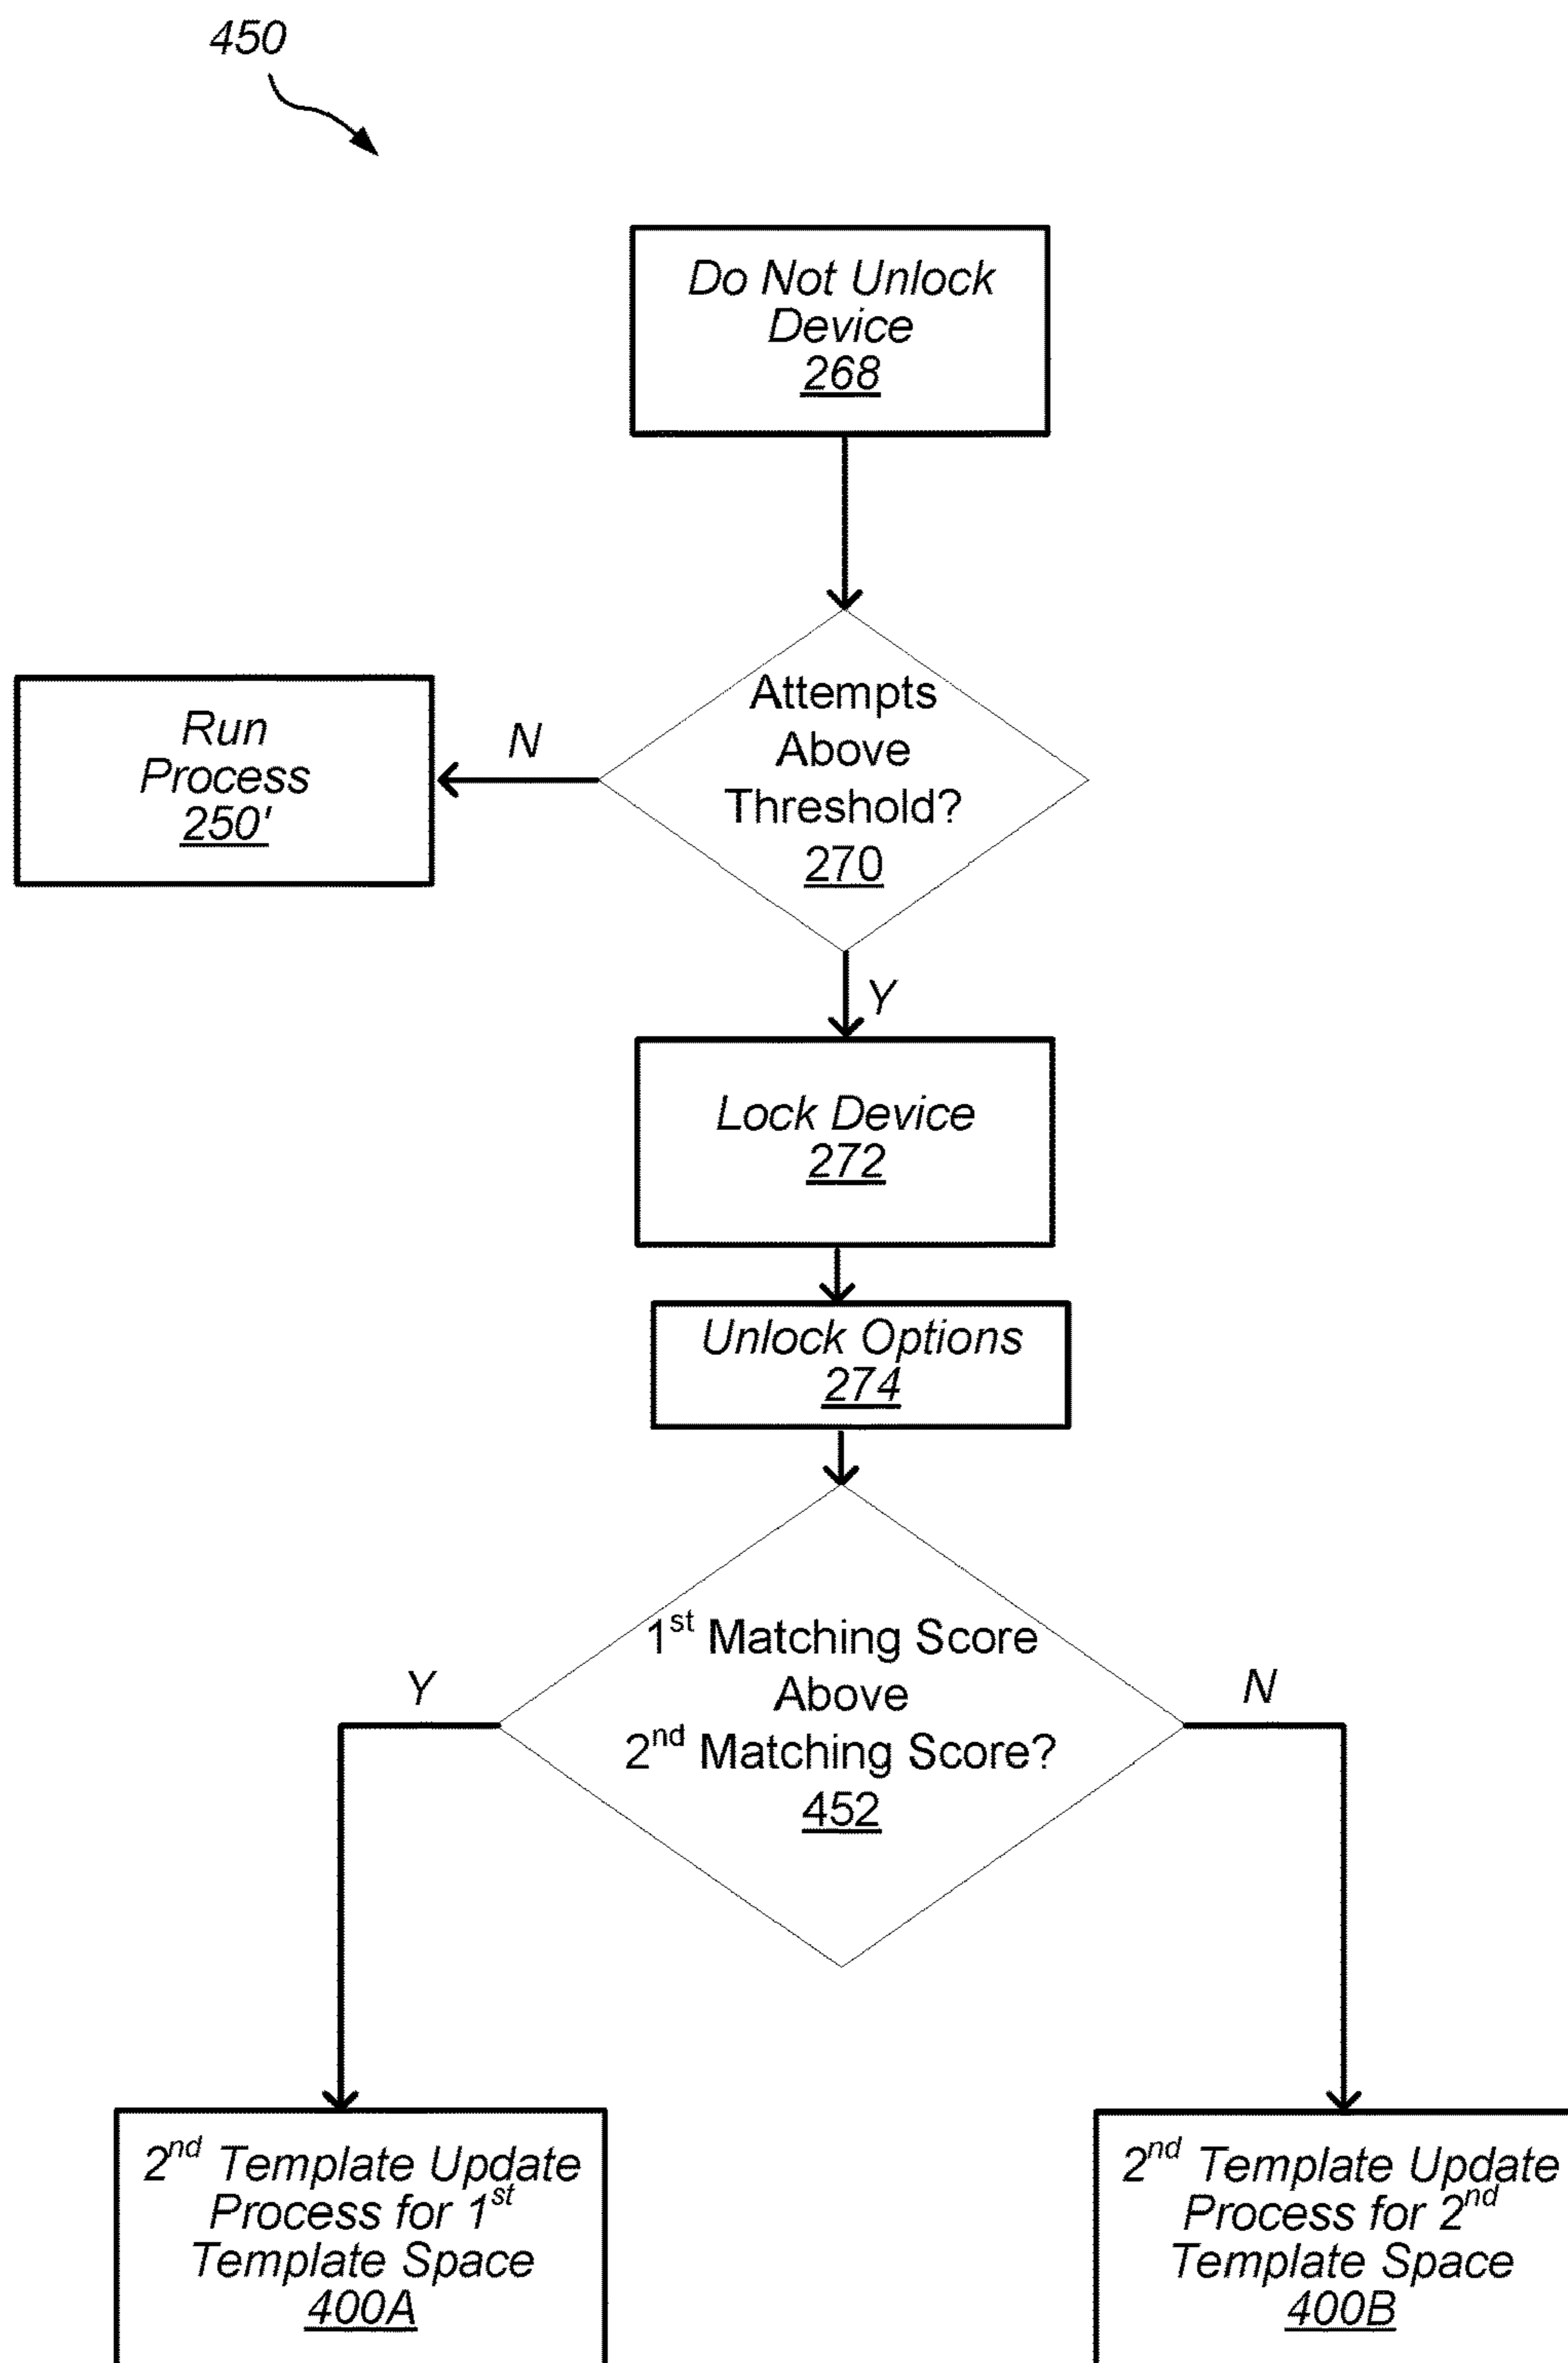 450
Do Not Unlock
Device
268
Attempts
Above
Threshold?
270
N
Run
Process
250'
Y
Lock Device
272
Unlock Options
274
1st Matching Score
Above
2nd Matching Score?
452
Y
N
2nd Template Update
Process for 1st
Template Space
400A
2nd Template Update
Process for 2nd
Template Space
400B